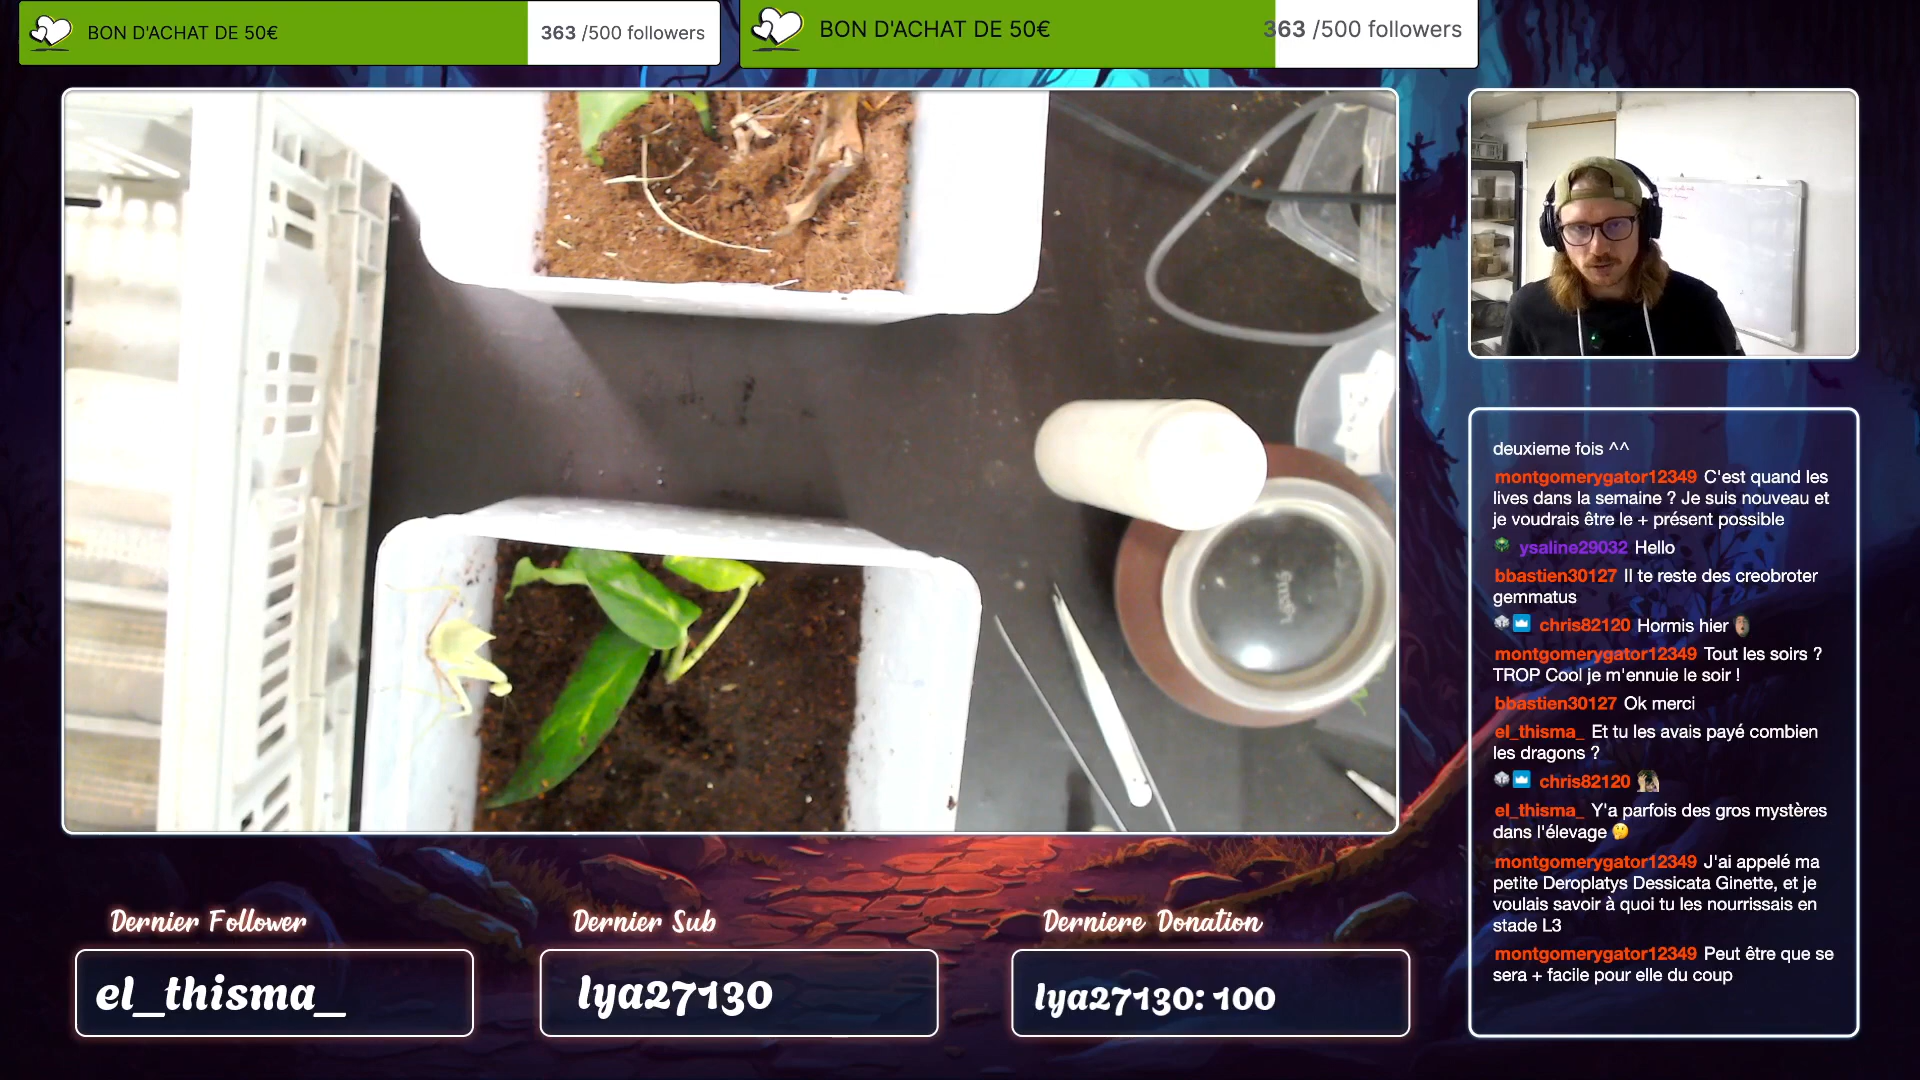 BON D'ACHAT DE 50€
363 /500 followers
BON D'ACHAT DE 50€
363 /500 followers
deuxieme fois ^^
montgomerygator12349 C'est quand les
lives dans la semaine ? Je suis nouveau et
je voudrais être le + présent possible
ysaline29032 Hello
bbastien30127 Il te reste des creobroter
gemmatus
chris82120 Hormis hier
montgomerygator12349 Tout les soirs ?
TROP Cool je m'ennuie le soir !
bbastien30127 Ok merci
el_thisma_ Et tu les avais payé combien
les dragons ?
chris82120
el_thisma_ Y'a parfois des gros mystères
dans l'élevage 🤔
montgomerygator12349 J'ai appelé ma
petite Deroplatys Dessicata Ginette, et je
voulais savoir à quoi tu les nourrissais en
stade L3
montgomerygator12349 Peut être que se
sera + facile pour elle du coup
Dernier Follower
el_thisma_
Dernier Sub
lya27130
Derniere Donation
lya27130: 100